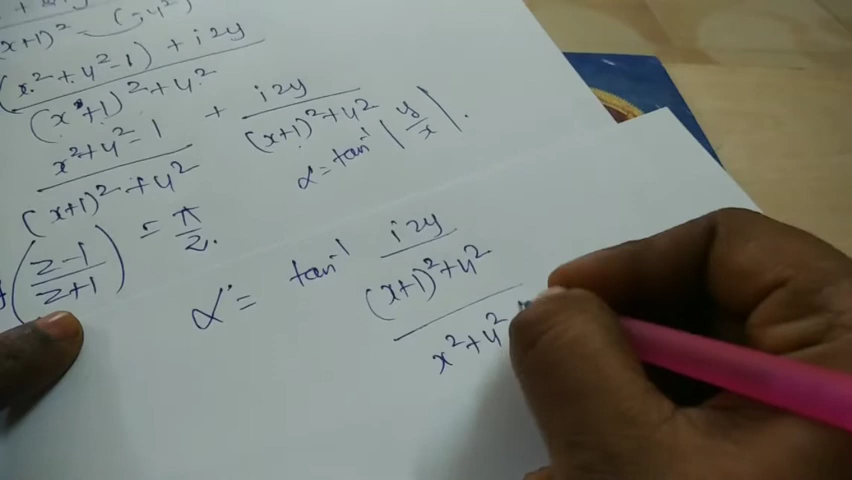 (x+1)² - (-y²)
(x²+y²-1) + i2y
(x+1)²+y²
x²+y²-1 + i2y
(x+1)²+y² (x+1)²+y²
α=tan⁻¹ |y/x|.
(z-1/z+1) = π/2.
α = tan⁻¹ i2y
(x+1)²+y²
x²+y²